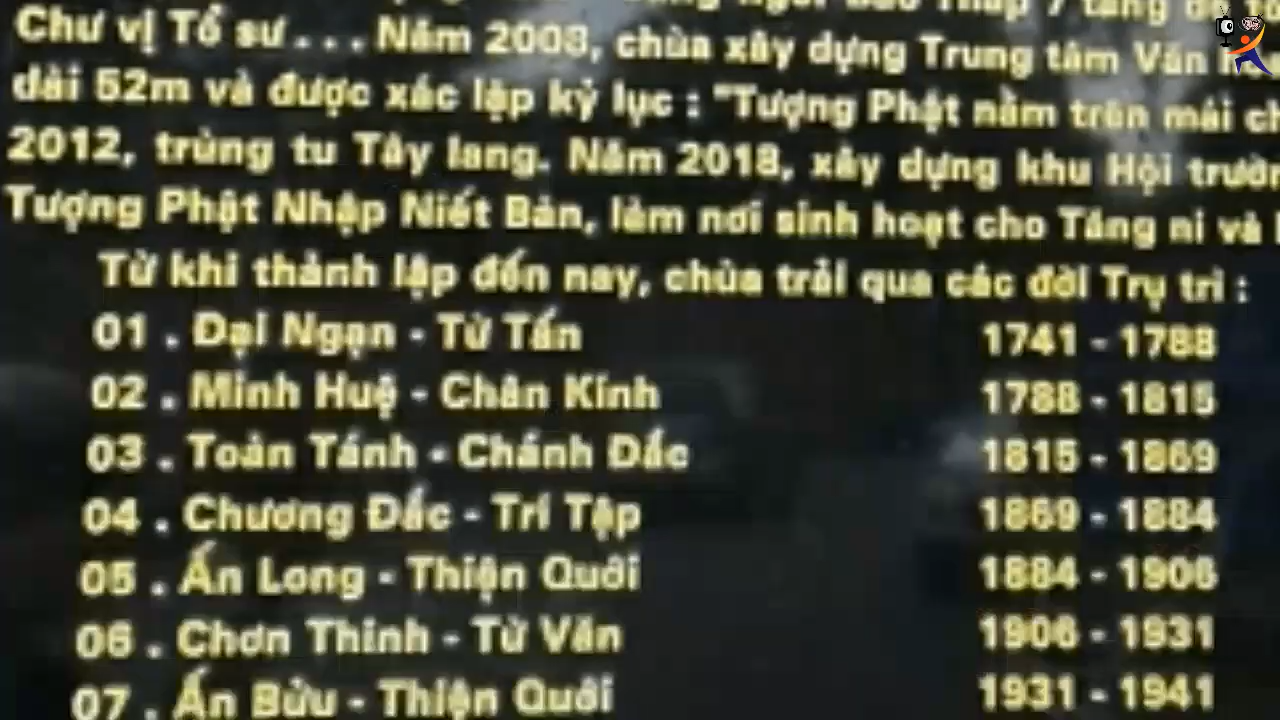 Tháp 7 tầng
Chư vị Tổ sư . . . Năm 2008, chùa xây dựng Trung tâm Văn
dài 52m và được xác lập kỷ lục : "Tượng Phật nằm trên mái
2012, trùng tu Tây lang. Năm 2018, xây dựng khu Hội
Tượng Phật Nhập Niết Bàn, làm nơi sinh hoạt cho Tăng ni và
Từ khi thành lập đến nay, chùa trải qua các đời Trụ trì :
01 . Đại Ngạn - Từ Tấn 1741 - 1788
02 . Minh Huệ - Chân Kính 1788 - 1815
03 . Toàn Tánh - Chánh Đắc 1815 - 1869
04 . Chương Đắc - Trí Tập 1869 - 1884
05 . Ấn Long - Thiện Quới 1884 - 1906
06 . Chơn Thinh - Từ Văn 1906 - 1931
07 . Ấn Bửu - Thiện Quới 1931 - 1941